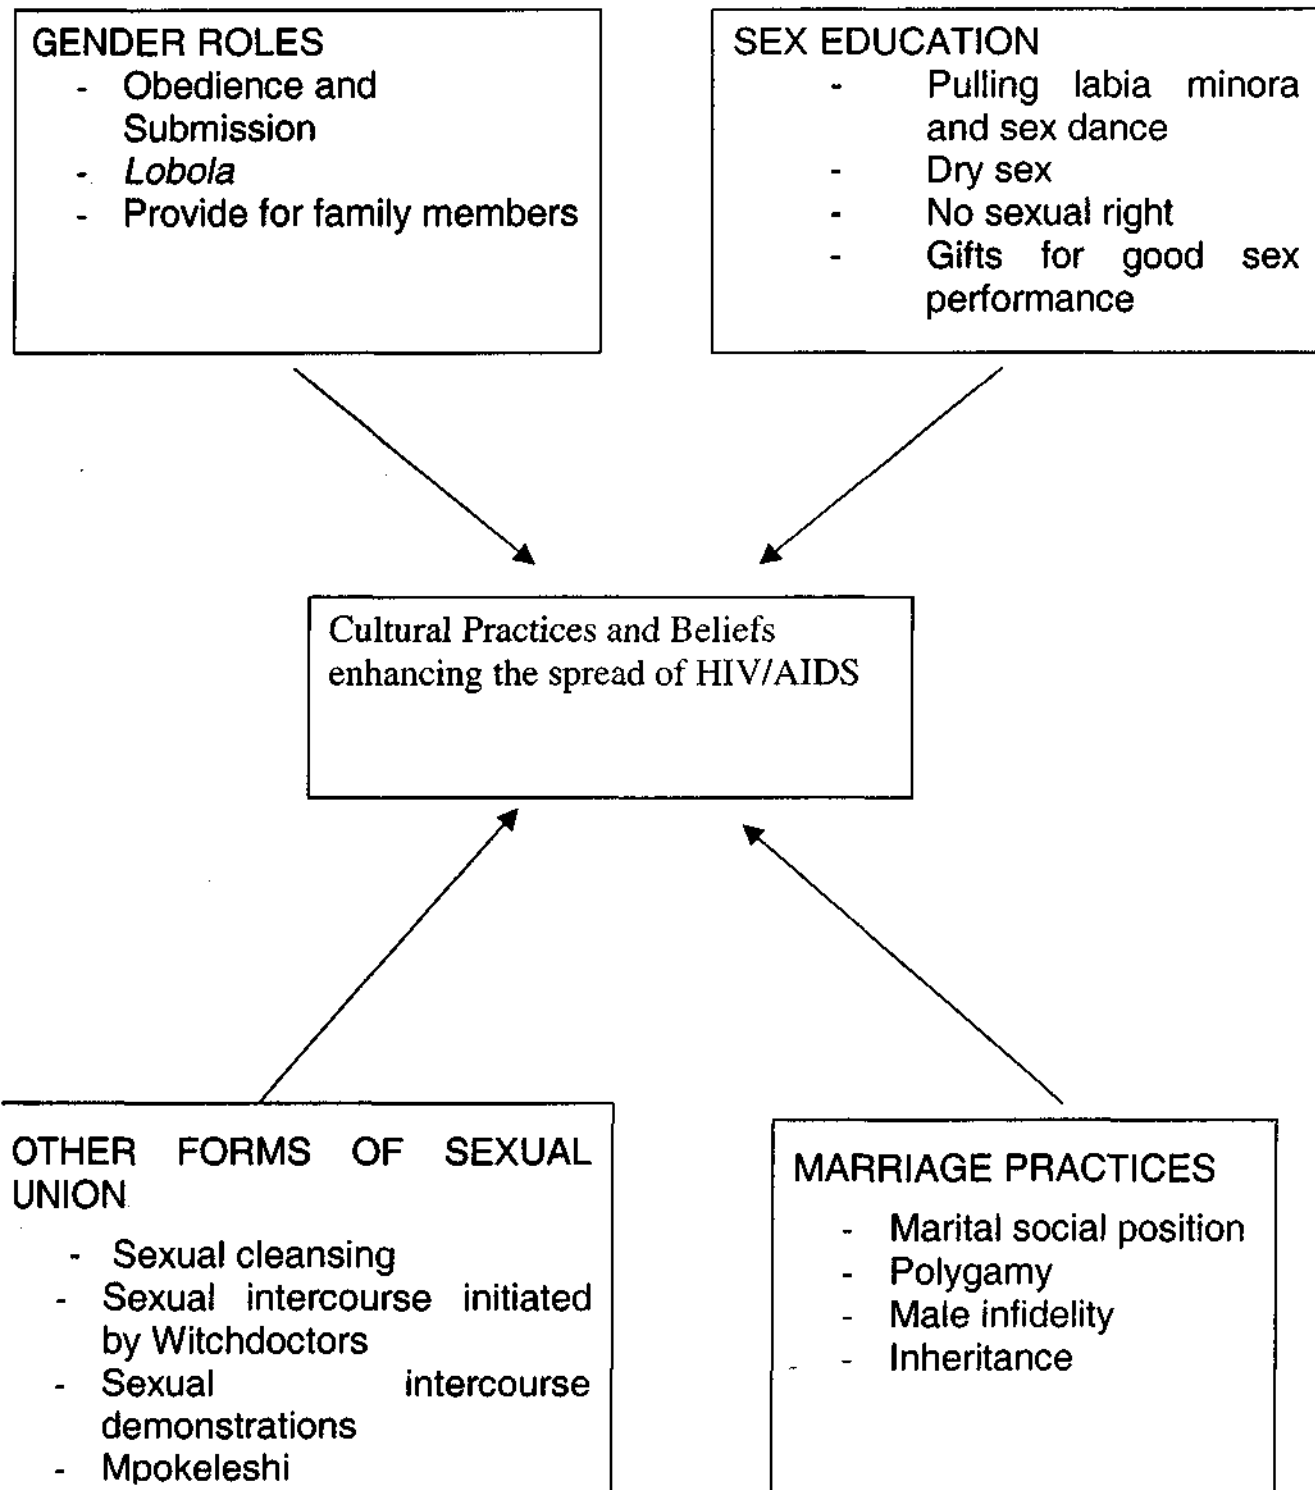 GENDER ROLES
- Obedience and
Submission
- Lobola
- Provide for family members
SEX EDUCATION
- Pulling labia minora
and sex dance
- Dry sex
- No sexual right
- Gifts for good sex
performance
Cultural Practices and Beliefs
enhancing the spread of HIV/AIDS
OTHER FORMS OF SEXUAL
UNION
- Sexual cleansing
- Sexual intercourse initiated
by Witchdoctors
- Sexual intercourse
demonstrations
- Mpokeleshi
MARRIAGE PRACTICES
- Marital social position
- Polygamy
- Male infidelity
- Inheritance